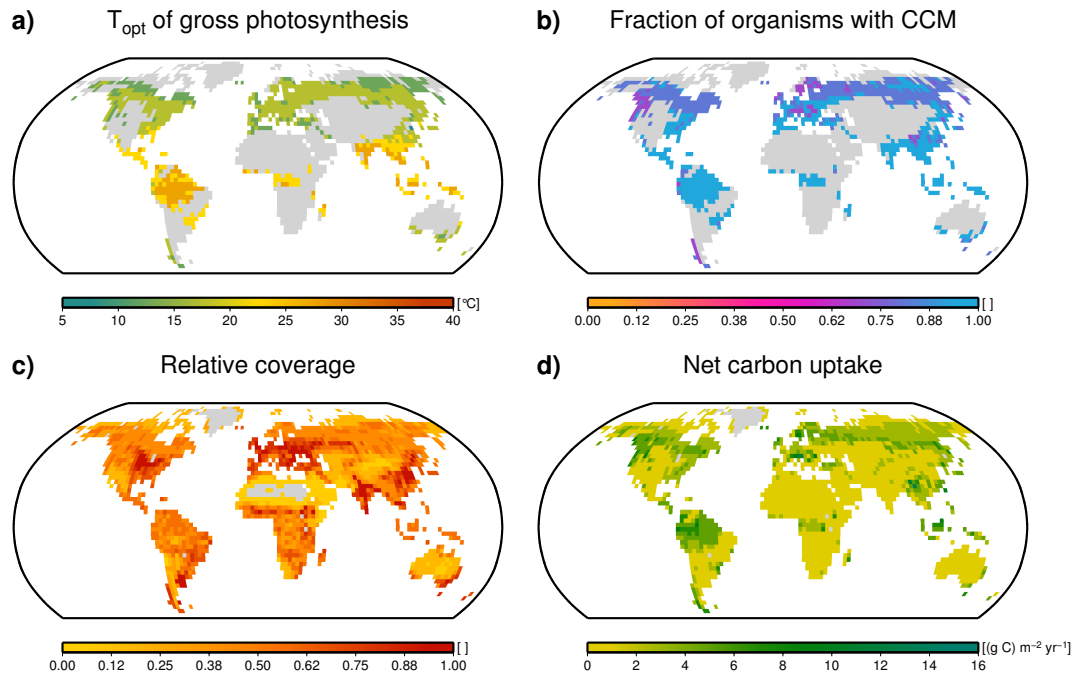 a) T_opt of gross photosynthesis
b) Fraction of organisms with CCM
[°C]
5 10 15 20 25 30 35 40
[ ]
0.00 0.12 0.25 0.38 0.50 0.62 0.75 0.88 1.00
c) Relative coverage
d) Net carbon uptake
[ ]
0.00 0.12 0.25 0.38 0.50 0.62 0.75 0.88 1.00
[(g C) m⁻² yr⁻¹]
0 2 4 6 8 10 12 14 16